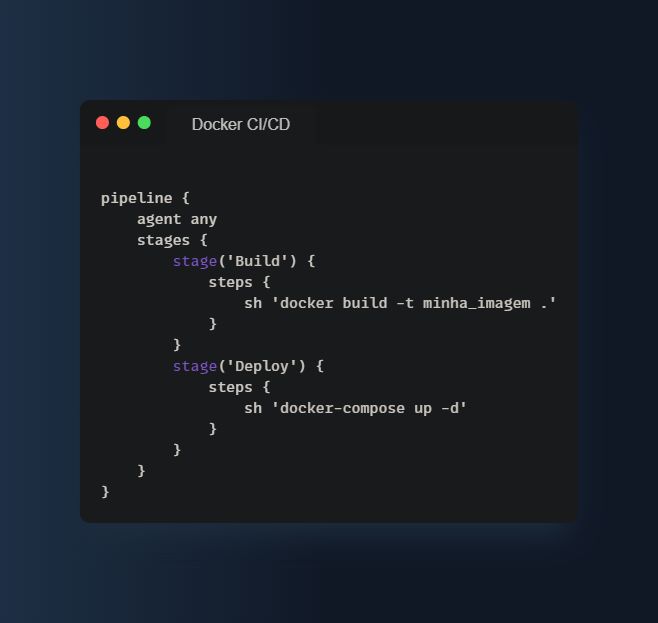 Docker CI/CD
pipeline {
    agent any
    stages {
        stage('Build') {
            steps {
                sh 'docker build -t minha_imagem .'
            }
        }
        stage('Deploy') {
            steps {
                sh 'docker-compose up -d'
            }
        }
    }
}